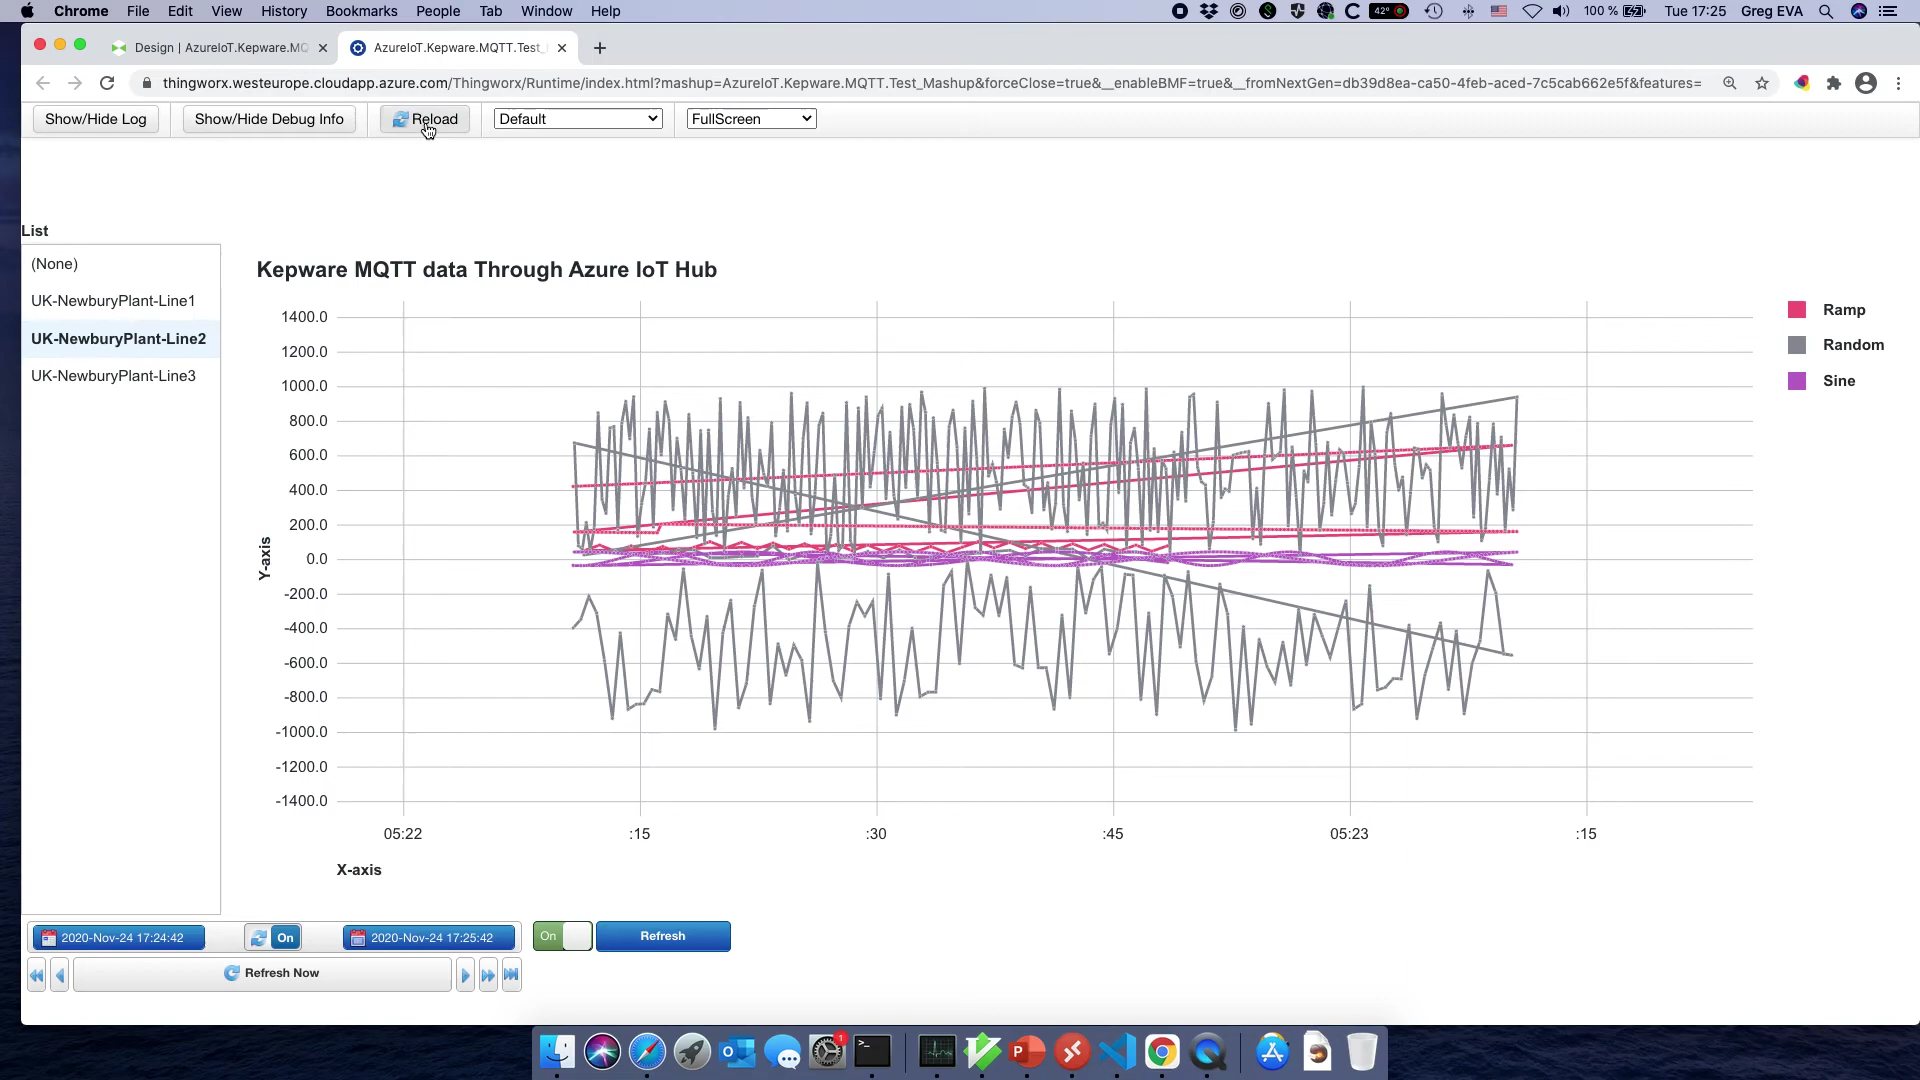 Chrome File Edit View History Bookmarks People Tab Window Help 42° 100 % Tue 17:25 Greg EVA
Design | AzureIoT.Kepware.MQ
AzureIoT.Kepware.MQTT.Test_
thingworx.westeurope.cloudapp.azure.com/Thingworx/Runtime/index.html?mashup=AzureIoT.Kepware.MQTT.Test_Mashup&forceClose=true&__enableBMF=true&__fromNextGen=db39d8ea-ca50-4feb-aced-7c5cab662e5f&features=
Show/Hide Log Show/Hide Debug Info Reload Default FullScreen
List
(None)
UK-NewburyPlant-Line1
UK-NewburyPlant-Line2
UK-NewburyPlant-Line3
Kepware MQTT data Through Azure IoT Hub
1400.0
1200.0
1000.0
800.0
600.0
400.0
200.0
0.0
-200.0
-400.0
-600.0
-800.0
-1000.0
-1200.0
-1400.0
Y-axis
05:22 :15 :30 :45 05:23 :15
X-axis
Ramp
Random
Sine
2020-Nov-24 17:24:42 On 2020-Nov-24 17:25:42 On Refresh
Refresh Now
1